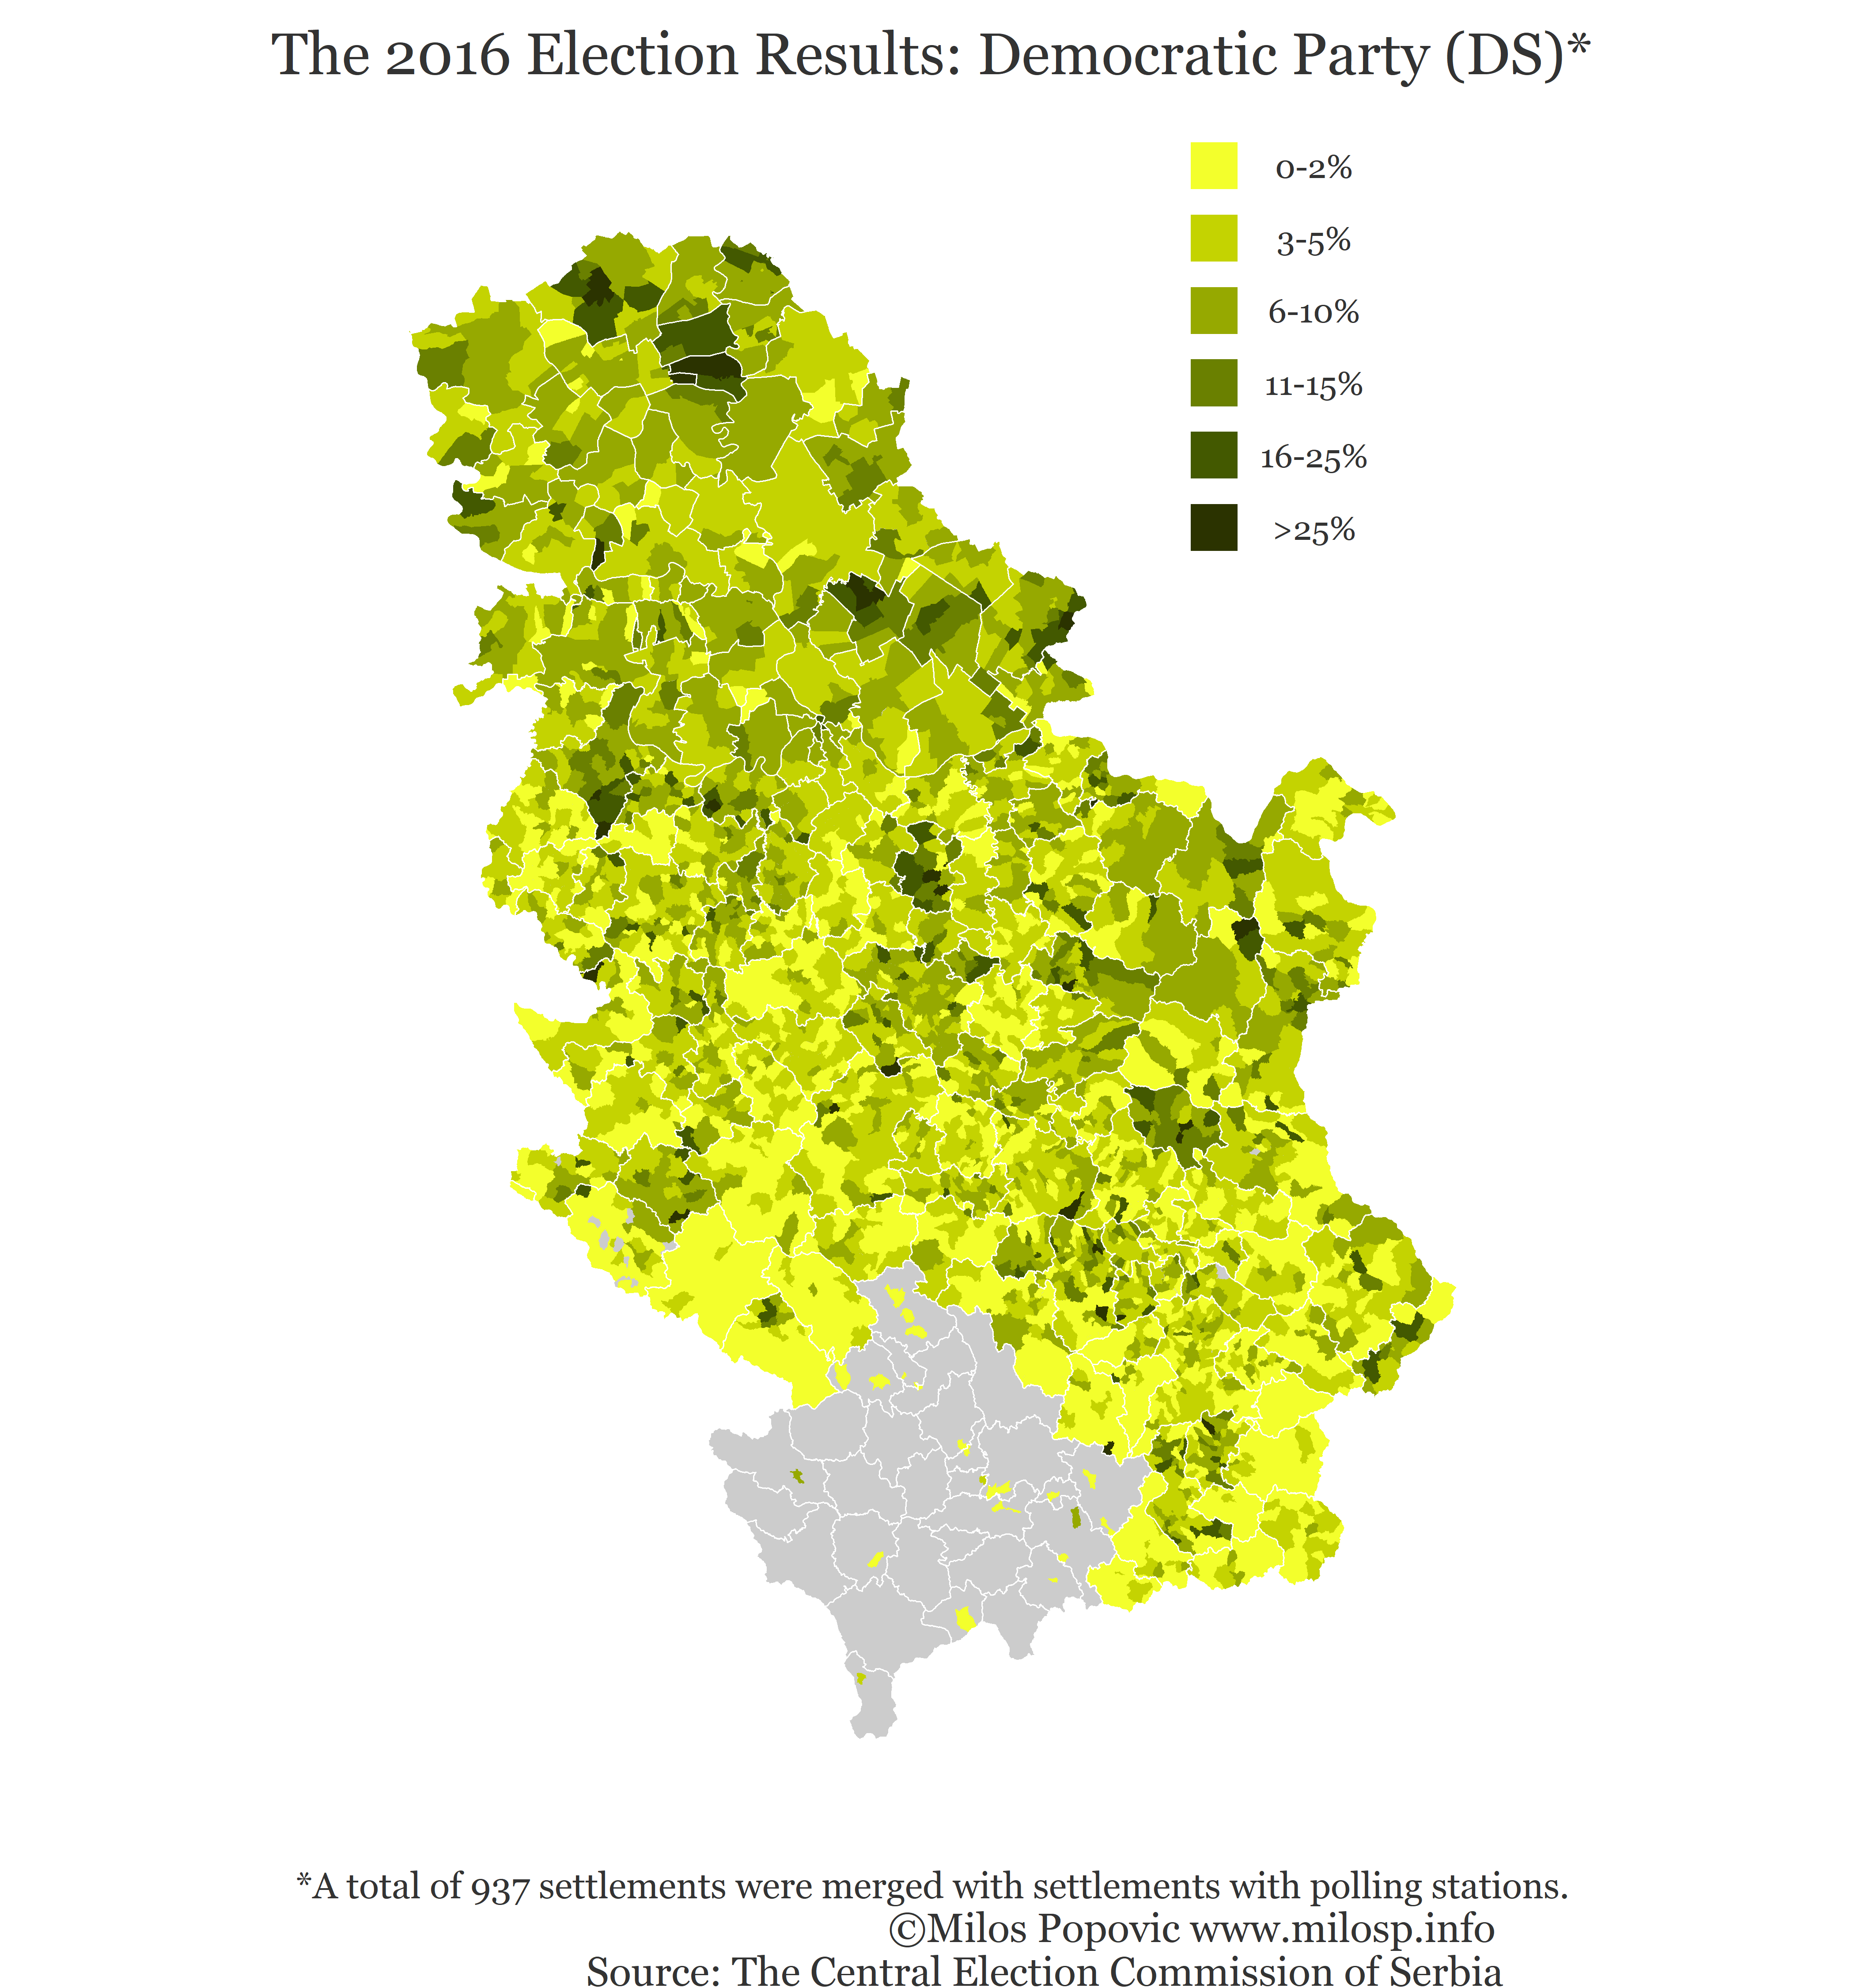 The 2016 Election Results: Democratic Party (DS)*
0-2%
3-5%
6-10%
11-15%
16-25%
>25%
*A total of 937 settlements were merged with settlements with polling stations.
©Milos Popovic www.milosp.info
Source: The Central Election Commission of Serbia